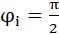 φᵢ = π/2